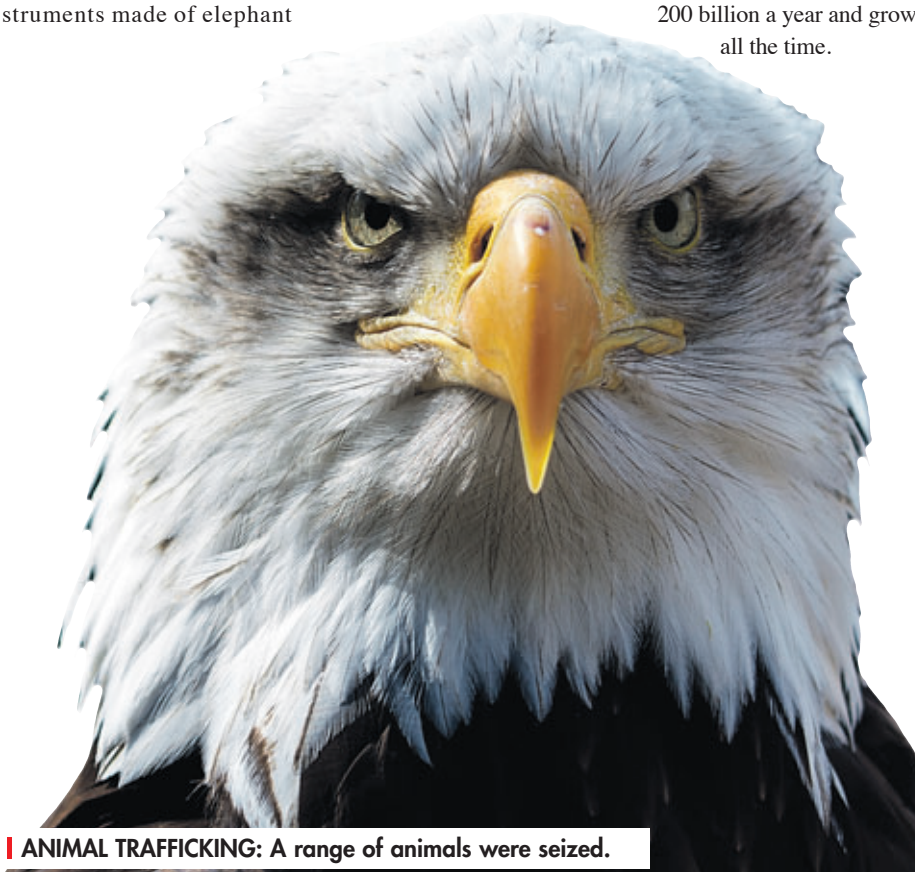 struments made of elephant
200 billion a year and grow
all the time.
ANIMAL TRAFFICKING: A range of animals were seized.